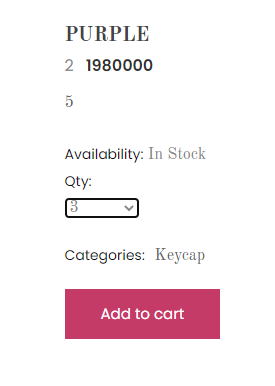 PURPLE
2 1980000
5
Availability: In Stock
Qty:
3
Categories: Keycap
Add to cart